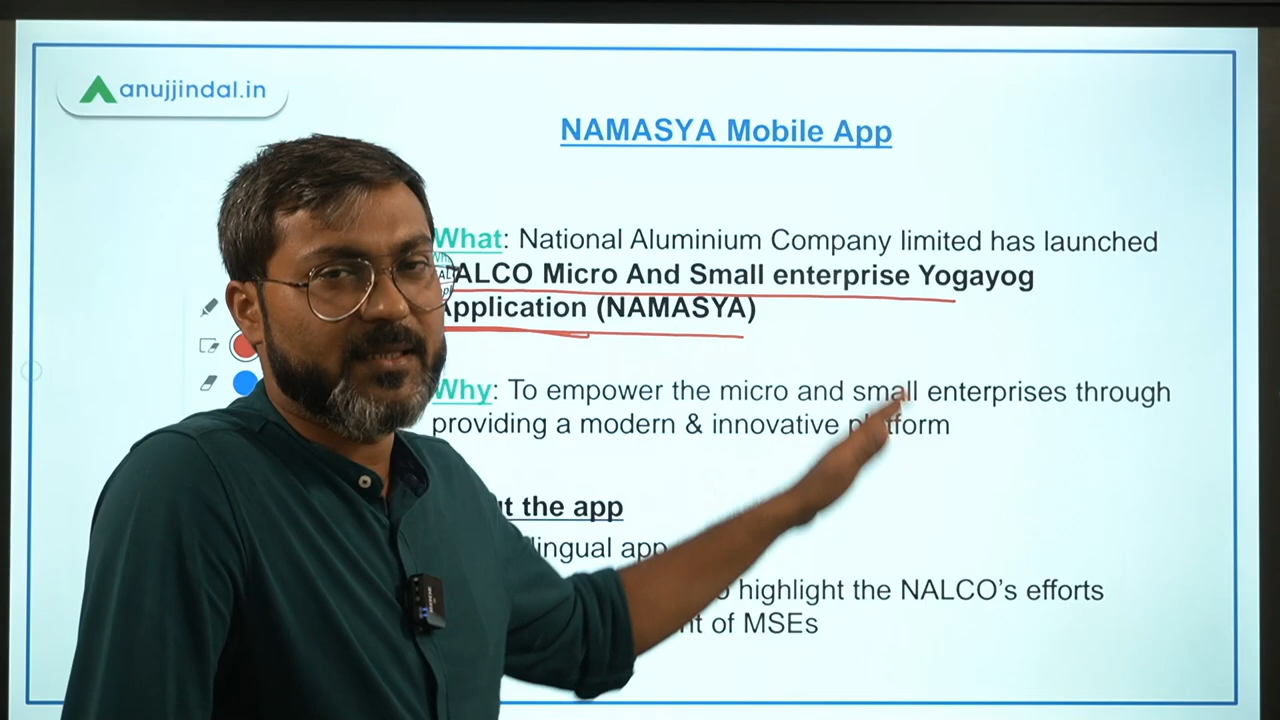 anujjindal.in
NAMASYA Mobile App
What: National Aluminium Company limited has launched
ALCO Micro And Small enterprise Yogayog
Application (NAMASYA)
Why: To empower the micro and small enterprises through
providing a modern & innovative platform
the app
lingual app
highlight the NALCO's efforts
of MSEs